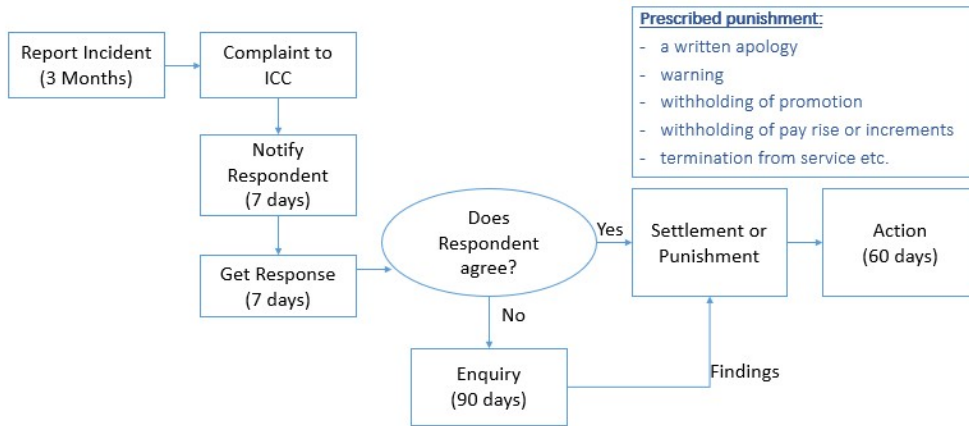 Prescribed punishment:
- a written apology
- warning
- withholding of promotion
- withholding of pay rise or increments
- termination from service etc.
Report Incident
(3 Months)
Complaint to
ICC
Notify
Respondent
(7 days)
Get Response
(7 days)
Does
Respondent
agree?
Yes
Settlement or
Punishment
Action
(60 days)
No
Enquiry
(90 days)
Findings